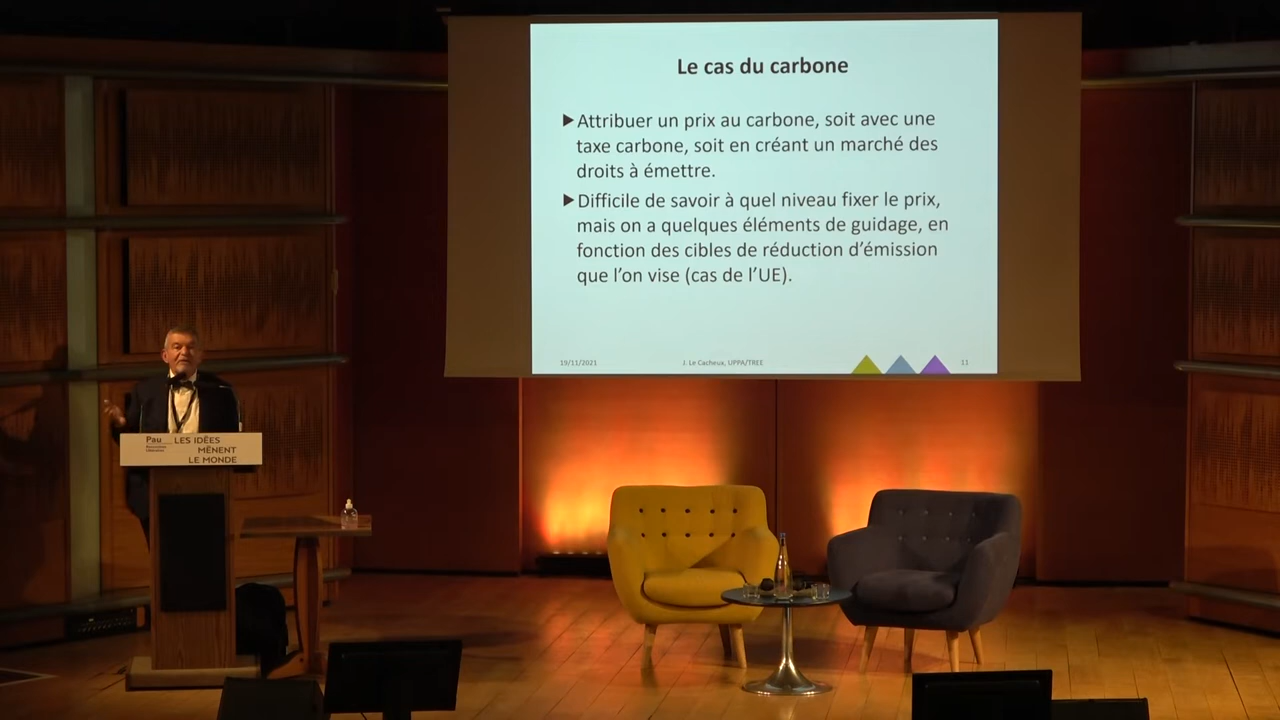 Le cas du carbone
▶Attribuer un prix au carbone, soit avec une
taxe carbone, soit en créant un marché des
droits à émettre.
▶Difficile de savoir à quel niveau fixer le prix,
mais on a quelques éléments de guidage, en
fonction des cibles de réduction d'émission
que l'on vise (cas de l'UE).
19/11/2021
J. Le Cacheux, UPPA/TREE
11
Pau LES IDÉES
MÈNENT
LE MONDE